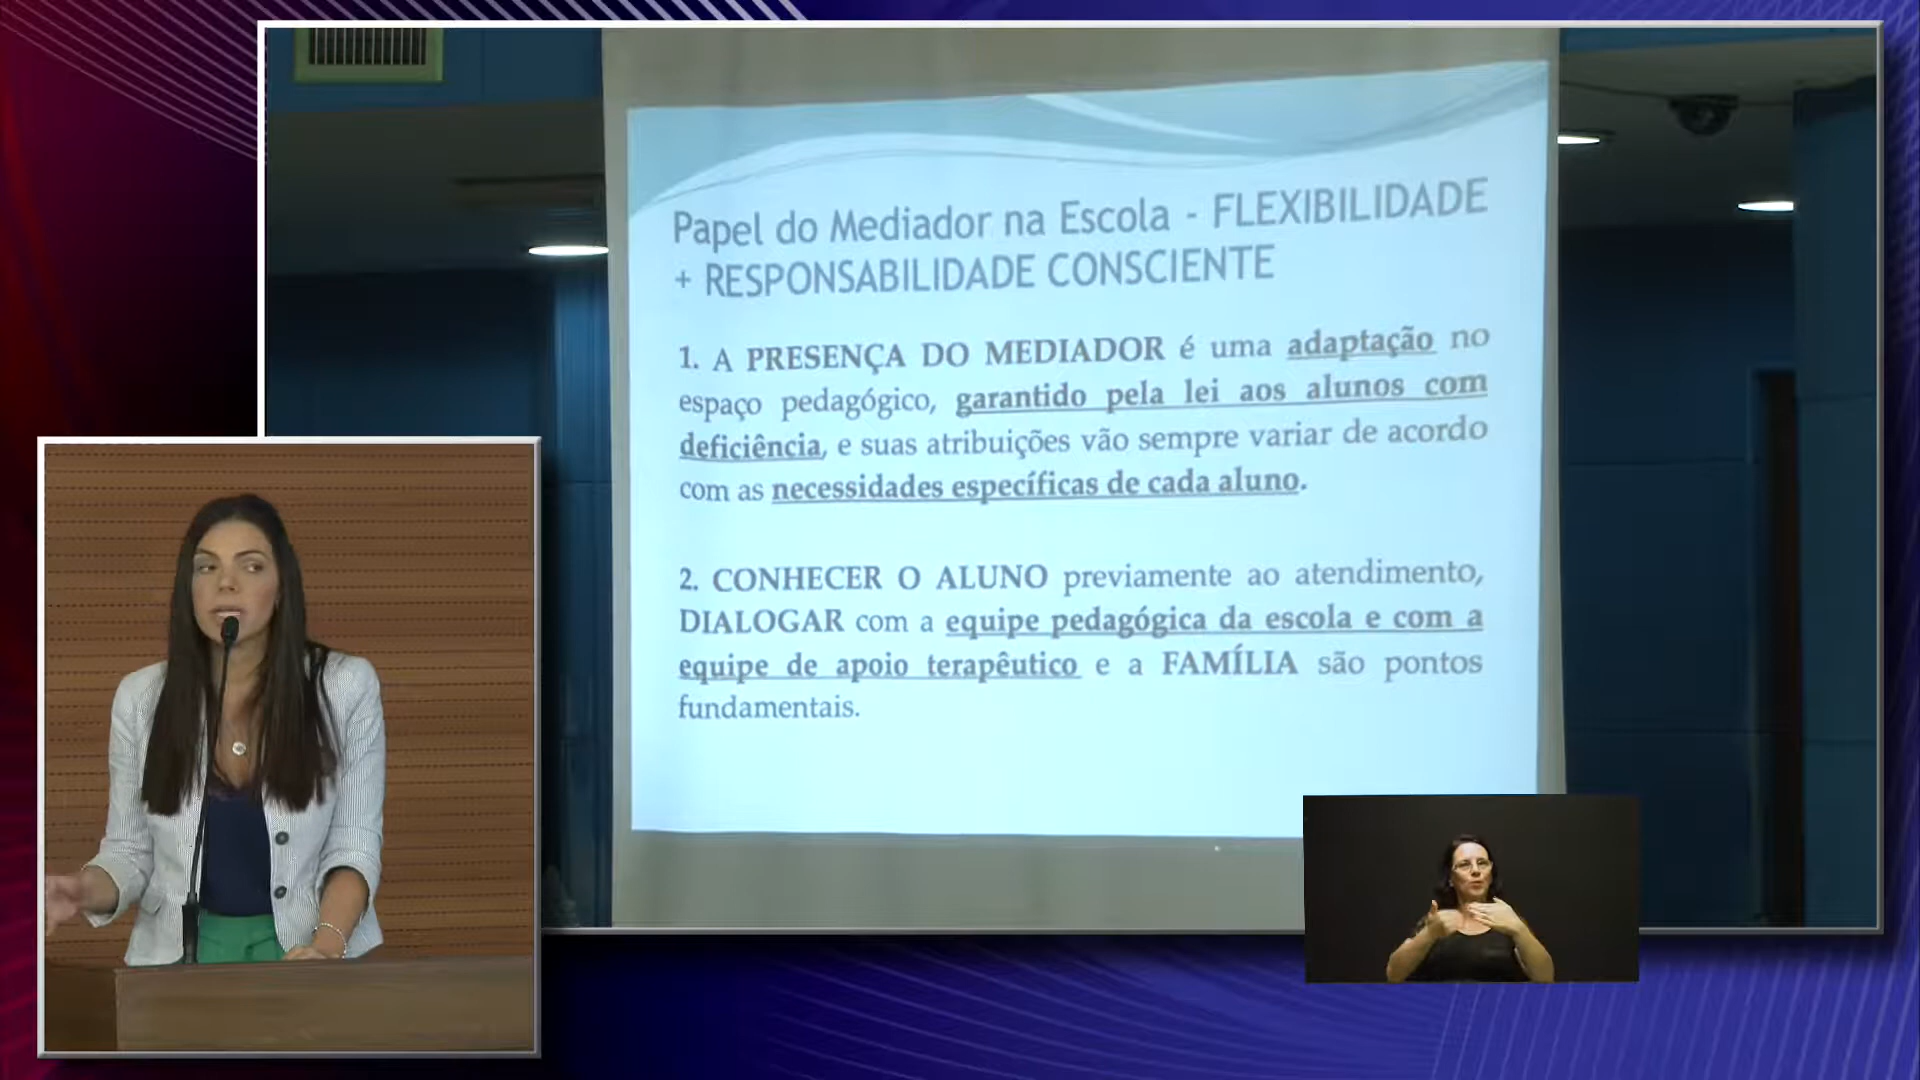 Papel do Mediador na Escola - FLEXIBILIDADE
+ RESPONSABILIDADE CONSCIENTE
1. A PRESENÇA DO MEDIADOR é uma adaptação no
espaço pedagógico, garantido pela lei aos alunos com
deficiência, e suas atribuições vão sempre variar de acordo
com as necessidades específicas de cada aluno.
2. CONHECER O ALUNO previamente ao atendimento,
DIALOGAR com a equipe pedagógica da escola e com a
equipe de apoio terapêutico e a FAMÍLIA são pontos
fundamentais.